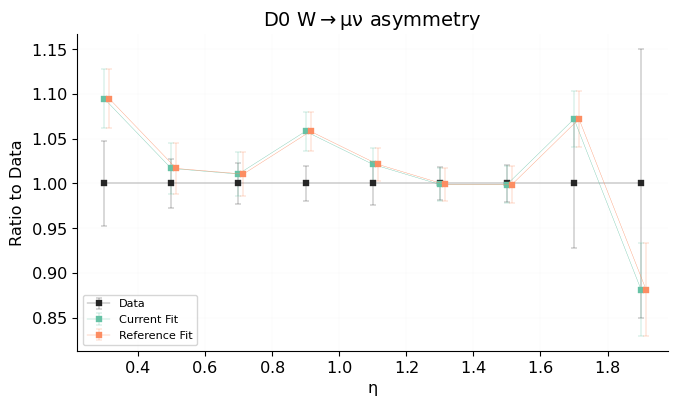 D0 W→μν asymmetry
Ratio to Data
1.15
1.10
1.05
1.00
0.95
0.90
0.85
Data
Current Fit
Reference Fit
0.4 0.6 0.8 1.0 1.2 1.4 1.6 1.8
η